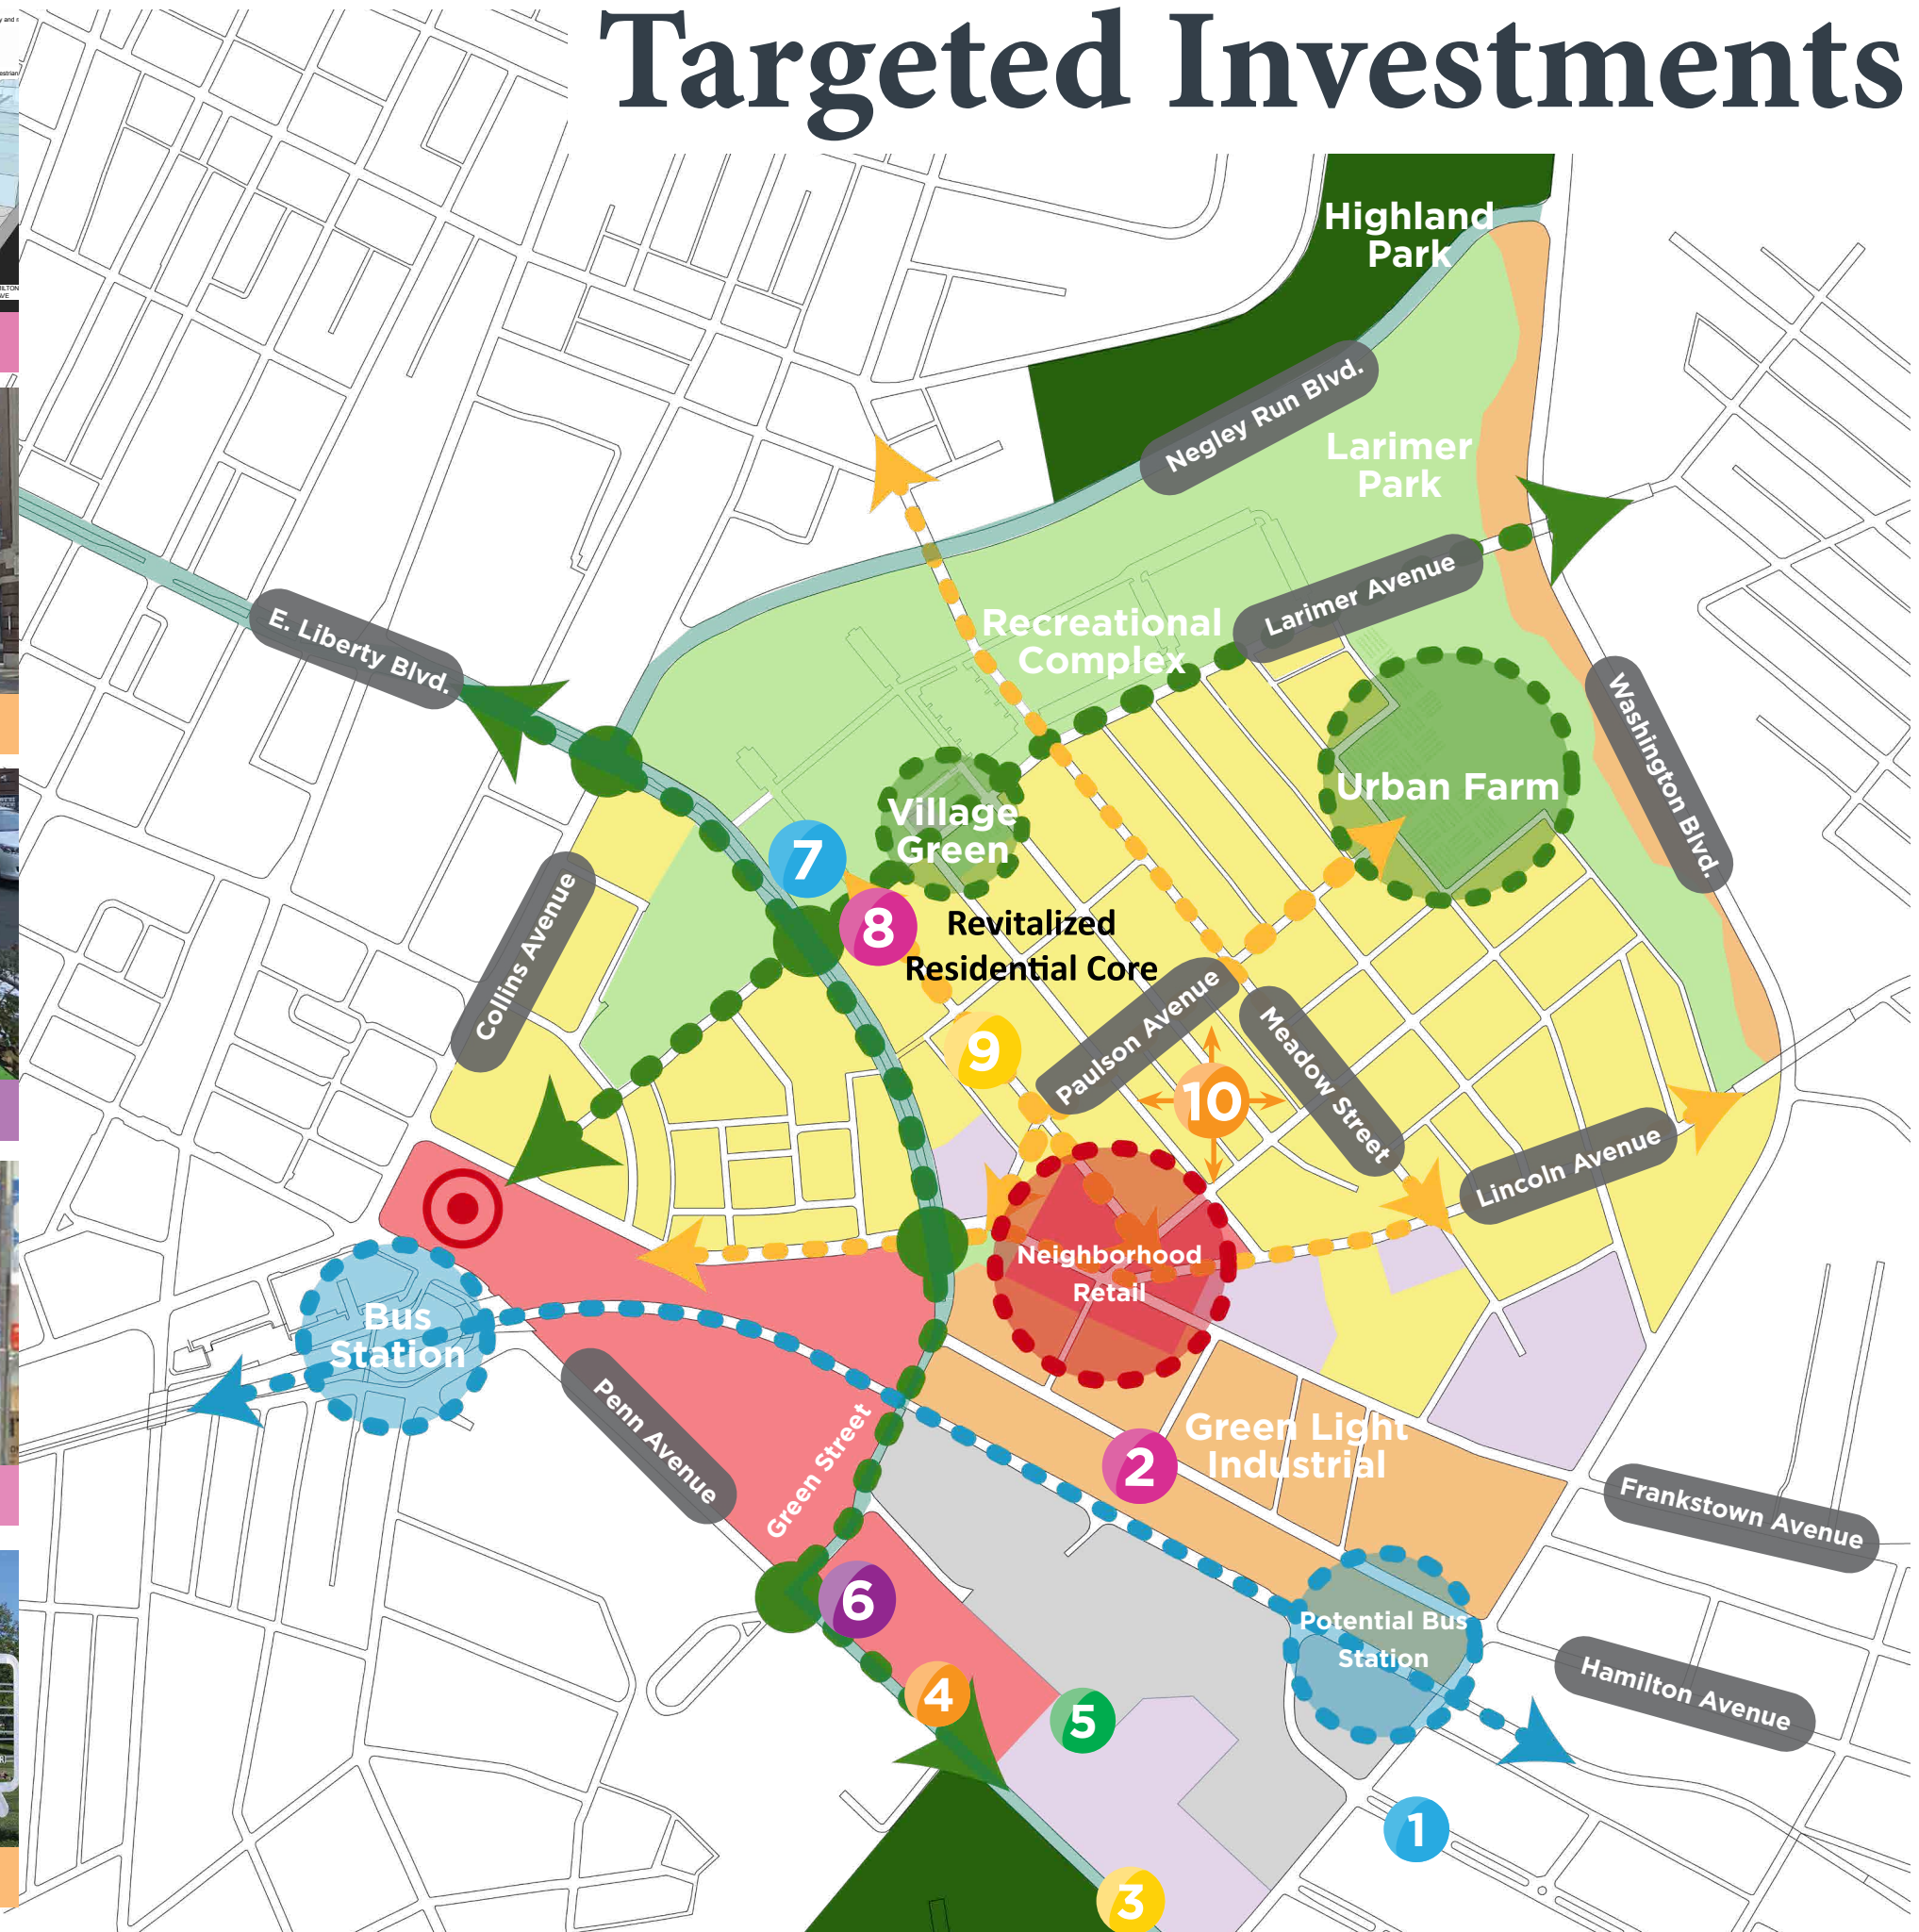 Targeted Investments
Highland
Park
Negley Run Blvd.
Larimer
Park
E. Liberty Blvd.
Recreational
Complex
Larimer Avenue
Washington Blvd.
Urban Farm
Village
Green
7
8
Revitalized
Residential Core
Collins Avenue
9
Paulson Avenue
Meadow Street
10
Lincoln Avenue
Neighborhood
Retail
Bus
Station
Penn Avenue
Green Street
Green Light
Industrial
2
Frankstown Avenue
6
Potential Bus
Station
Hamilton Avenue
4
5
1
3